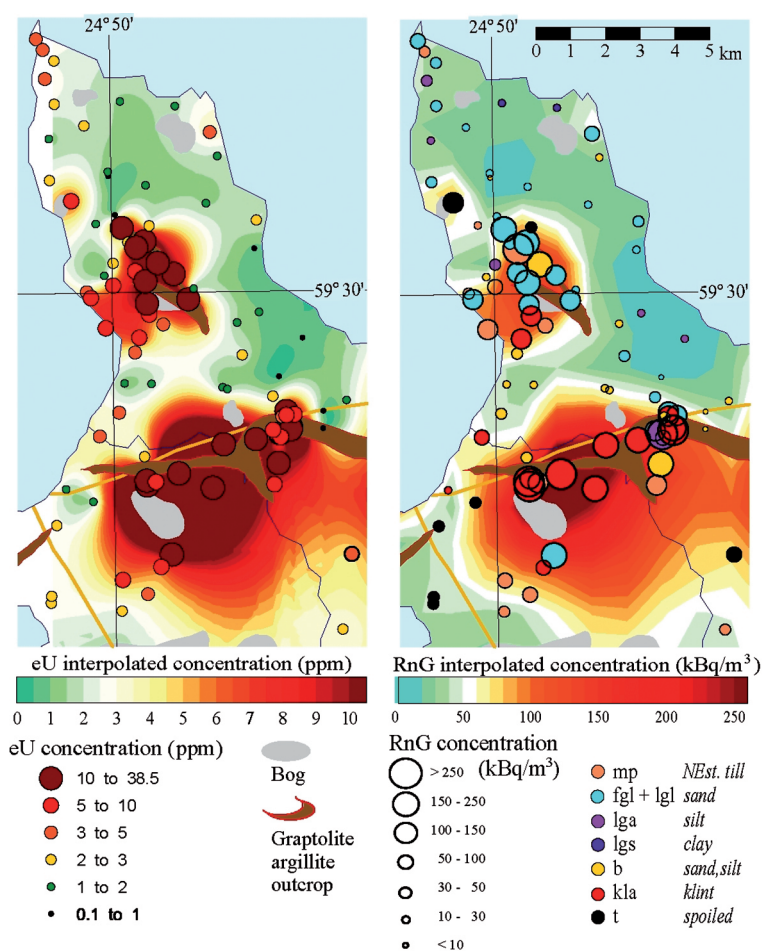 24° 50'
24° 50'
0 1 2 3 4 5
km
59° 30'
eU interpolated concentration (ppm)
0 1 2 3 4 5 6 7 8 9 10
RnG interpolated concentration (kBq/m³)
0 50 100 150 200 250
eU concentration (ppm)
10 to 38.5
5 to 10
3 to 5
2 to 3
1 to 2
0.1 to 1
Bog
Graptolite
argillite
outcrop
RnG concentration
(kBq/m³)
> 250
150 - 250
100 - 150
50 - 100
30 - 50
10 - 30
< 10
mp NEst. till
fgl + lgl sand
lga silt
lgs clay
b sand,silt
kla klint
t spoiled